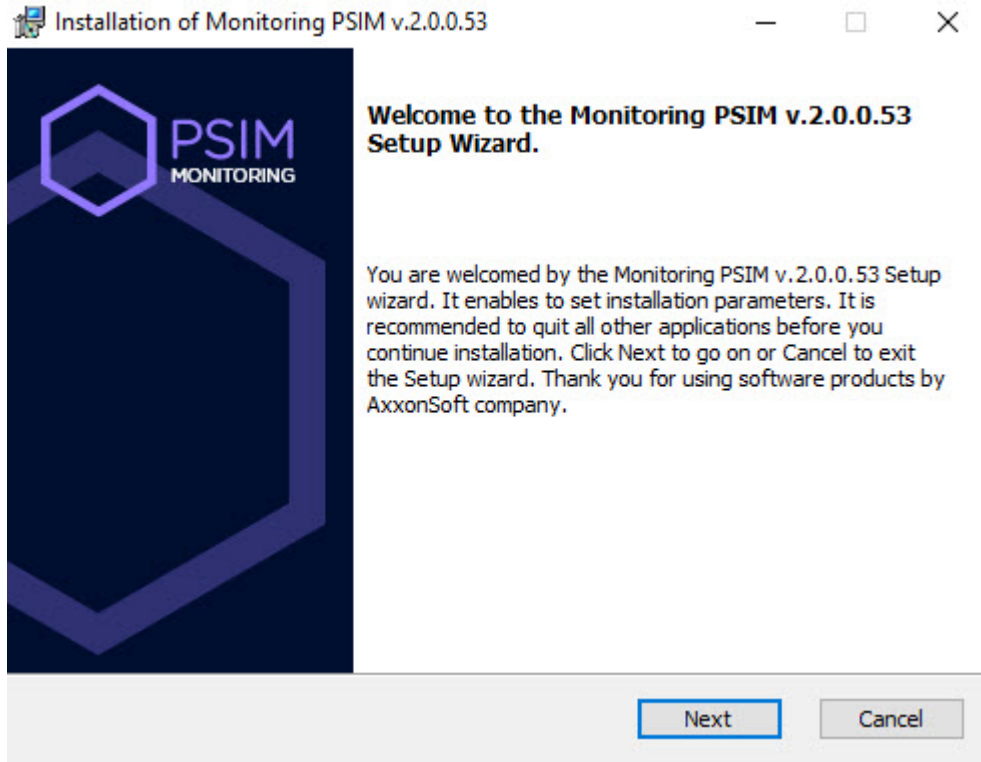 Installation of Monitoring PSIM v.2.0.0.53
PSIM
MONITORING
Welcome to the Monitoring PSIM v.2.0.0.53
Setup Wizard.
You are welcomed by the Monitoring PSIM v.2.0.0.53 Setup
wizard. It enables to set installation parameters. It is
recommended to quit all other applications before you
continue installation. Click Next to go on or Cancel to exit
the Setup wizard. Thank you for using software products by
AxxonSoft company.
Next
Cancel